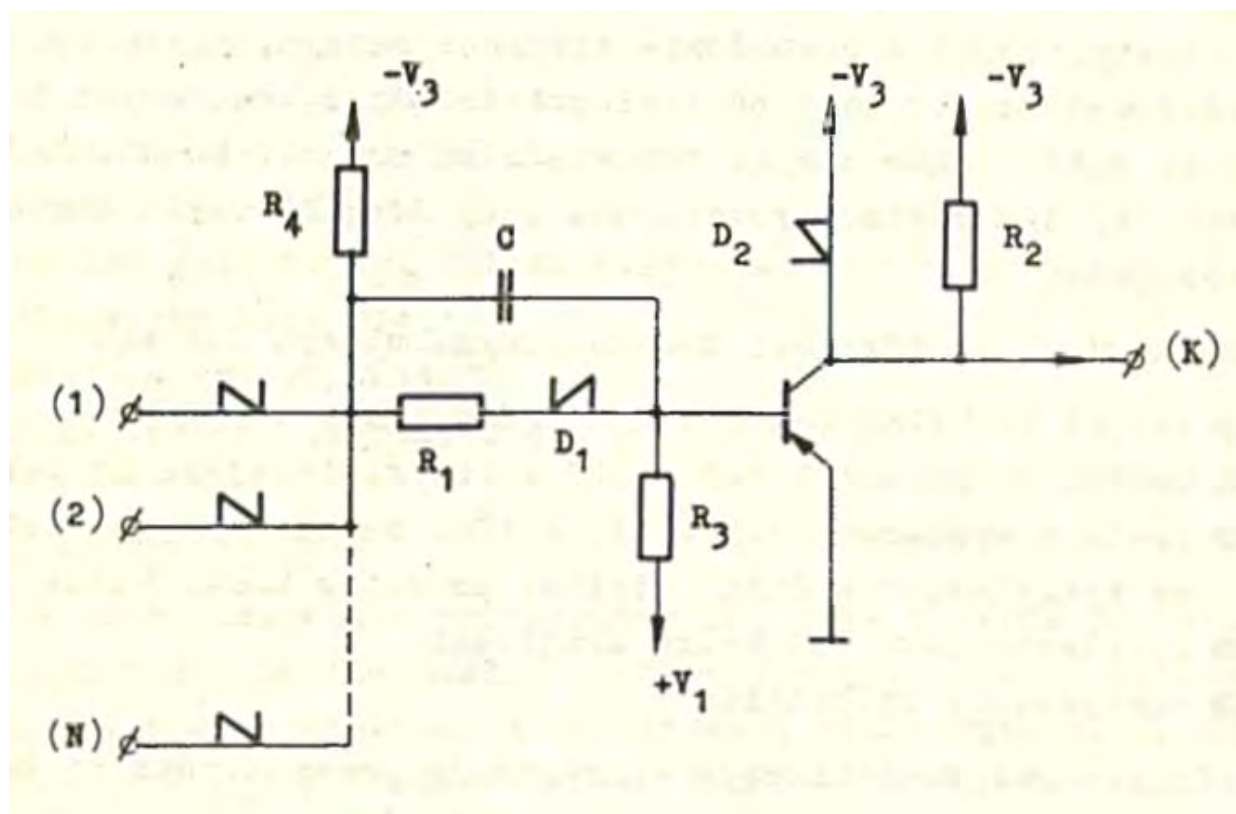 -V3 -V3 -V3
R4 C D2 R2
(K)
(1)
R1 D1
(2) R3
+V1
(N)